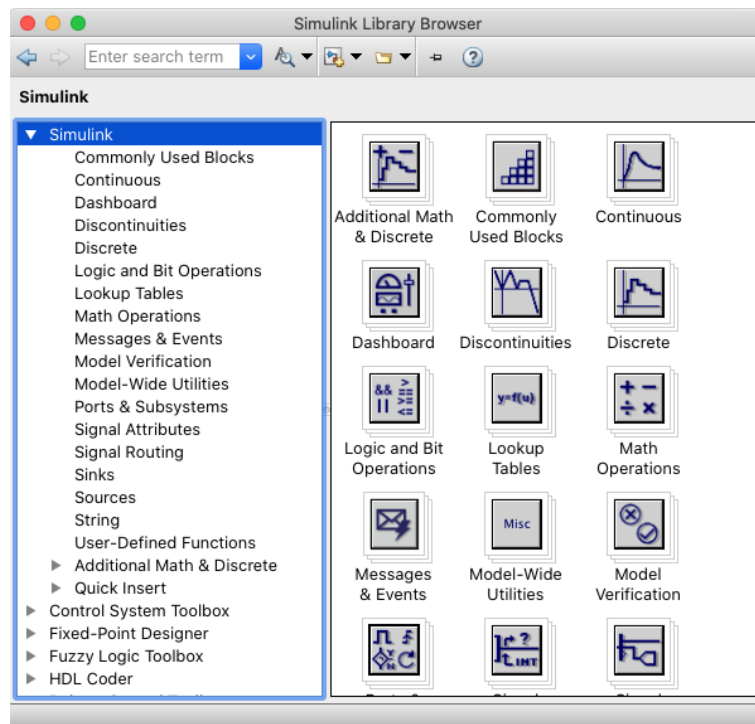 Simulink Library Browser
Enter search term
Simulink
Simulink
Commonly Used Blocks
Continuous
Dashboard
Discontinuities
Discrete
Logic and Bit Operations
Lookup Tables
Math Operations
Messages & Events
Model Verification
Model-Wide Utilities
Ports & Subsystems
Signal Attributes
Signal Routing
Sinks
Sources
String
User-Defined Functions
Additional Math & Discrete
Quick Insert
Control System Toolbox
Fixed-Point Designer
Fuzzy Logic Toolbox
HDL Coder
Additional Math
& Discrete
Commonly
Used Blocks
Continuous
Dashboard
Discontinuities
Discrete
&& > ==
|| >= <=
Logic and Bit
Operations
y=f(u)
Lookup
Tables
+ −
÷ ×
Math
Operations
Messages
& Events
Misc
Model-Wide
Utilities
Model
Verification
Y
N
?
INT